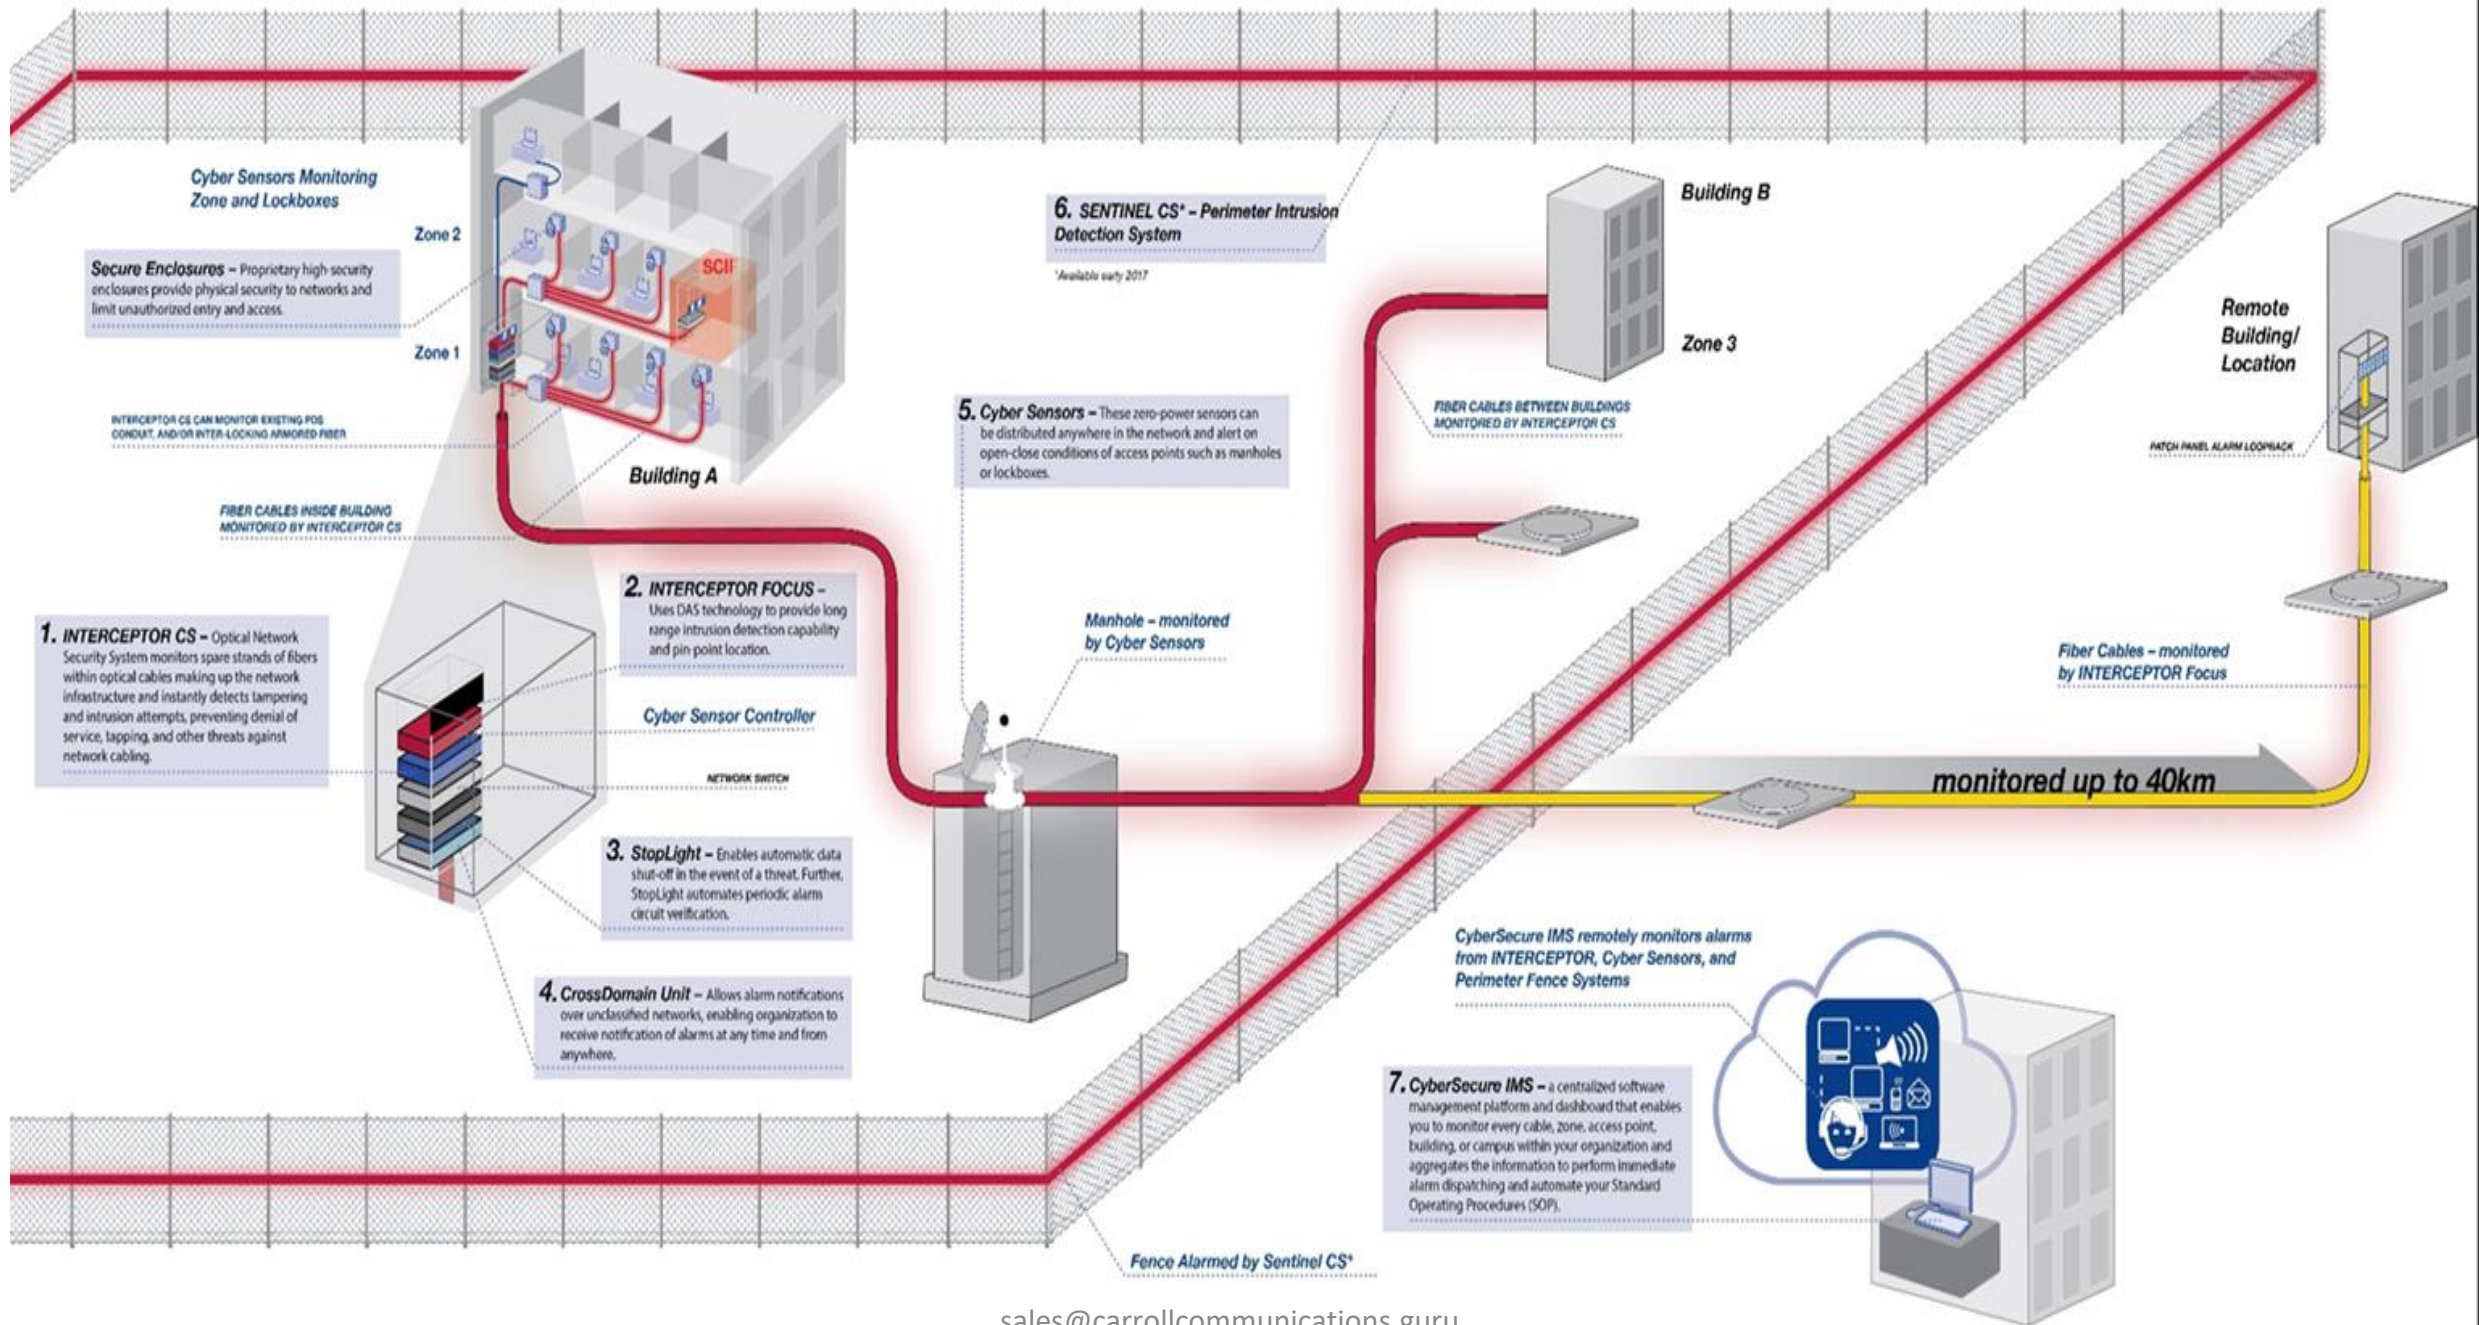 Cyber Sensors Monitoring
Zone and Lockboxes
Zone 2
Secure Enclosures – Proprietary high-security
enclosures provide physical security to networks and
limit unauthorized entry and access.
Zone 1
SCIF
INTERCEPTOR CS CAN MONITOR EXISTING PDS
CONDUIT, AND/OR INTER-LOCKING ARMORED FIBER
Building A
FIBER CABLES INSIDE BUILDING
MONITORED BY INTERCEPTOR CS
1. INTERCEPTOR CS – Optical Network
Security System monitors spare strands of fibers
within optical cables making up the network
infrastructure and instantly detects tampering
and intrusion attempts, preventing denial of
service, tapping, and other threats against
network cabling.
2. INTERCEPTOR FOCUS –
Uses DAS technology to provide long
range intrusion detection capability
and pin-point location.
Cyber Sensor Controller
NETWORK SWITCH
3. StopLight – Enables automatic data
shut-off in the event of a threat. Further,
StopLight automates periodic alarm
circuit verification.
4. CrossDomain Unit – Allows alarm notifications
over unclassified networks, enabling organization to
receive notification of alarms at any time and from
anywhere.
5. Cyber Sensors – These zero-power sensors can
be distributed anywhere in the network and alert on
open-close conditions of access points such as manholes
or lockboxes.
Manhole – monitored
by Cyber Sensors
6. SENTINEL CS* – Perimeter Intrusion
Detection System
*Available early 2017
Building B
Zone 3
FIBER CABLES BETWEEN BUILDINGS
MONITORED BY INTERCEPTOR CS
Remote
Building/
Location
PATCH PANEL ALARM LOOPBACK
Fiber Cables – monitored
by INTERCEPTOR Focus
monitored up to 40km
CyberSecure IMS remotely monitors alarms
from INTERCEPTOR, Cyber Sensors, and
Perimeter Fence Systems
7. CyberSecure IMS – a centralized software
management platform and dashboard that enables
you to monitor every cable, zone, access point,
building, or campus within your organization and
aggregates the information to perform immediate
alarm dispatching and automate your Standard
Operating Procedures (SOP).
Fence Alarmed by Sentinel CS*
sales@carrollcommunications.guru